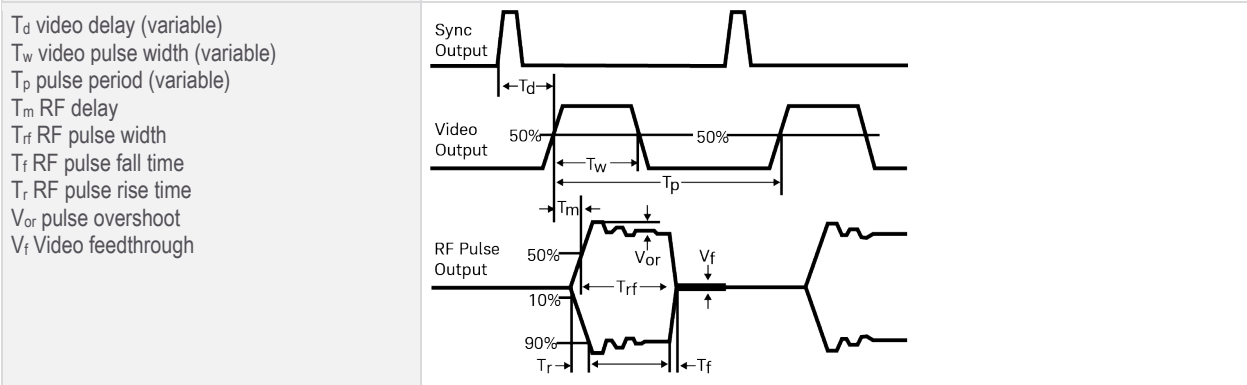 Td video delay (variable)
Tw video pulse width (variable)
Tp pulse period (variable)
Tm RF delay
Trf RF pulse width
Tf RF pulse fall time
Tr RF pulse rise time
Vor pulse overshoot
Vf Video feedthrough
Sync
Output
Td
Video
Output
50%
50%
Tw
Tp
Tm
RF Pulse
Output
50%
Vor
Vf
Trf
10%
90%
Tr
Tf